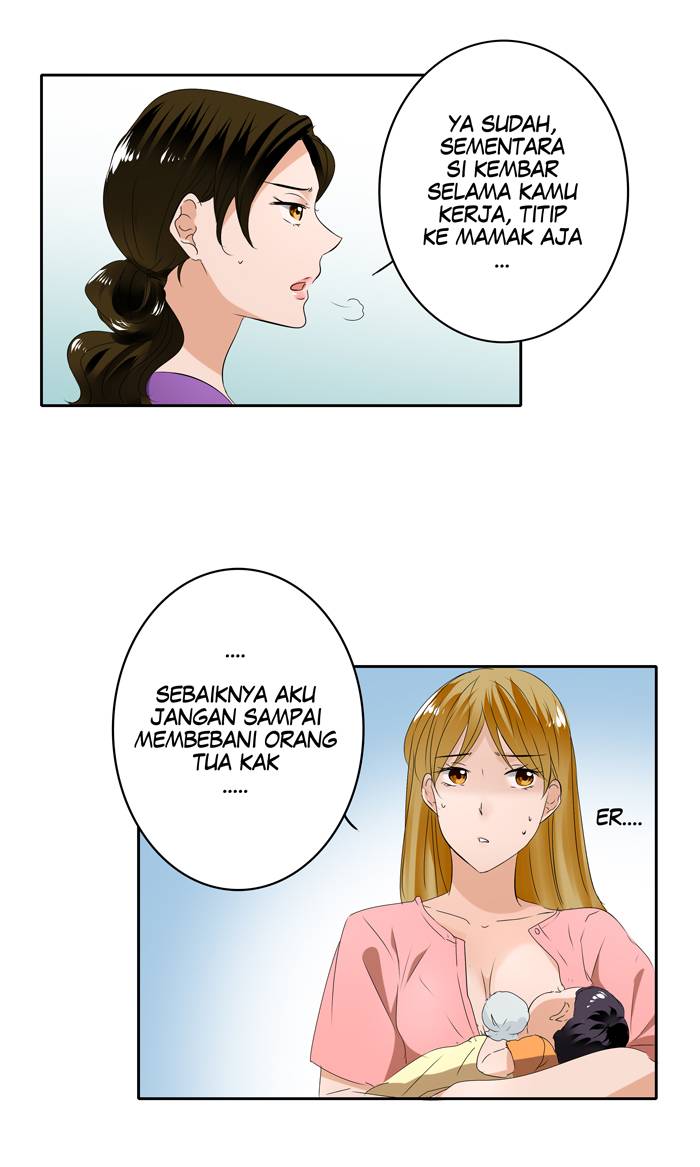 YA SUDAH,
SEMENTARA
SI KEMBAR
SELAMA KAMU
KERJA, TITIP
KE MAMAK AJA
...
....
SEBAIKNYA AKU
JANGAN SAMPAI
MEMBEBANI ORANG
TUA KAK
.....
ER....